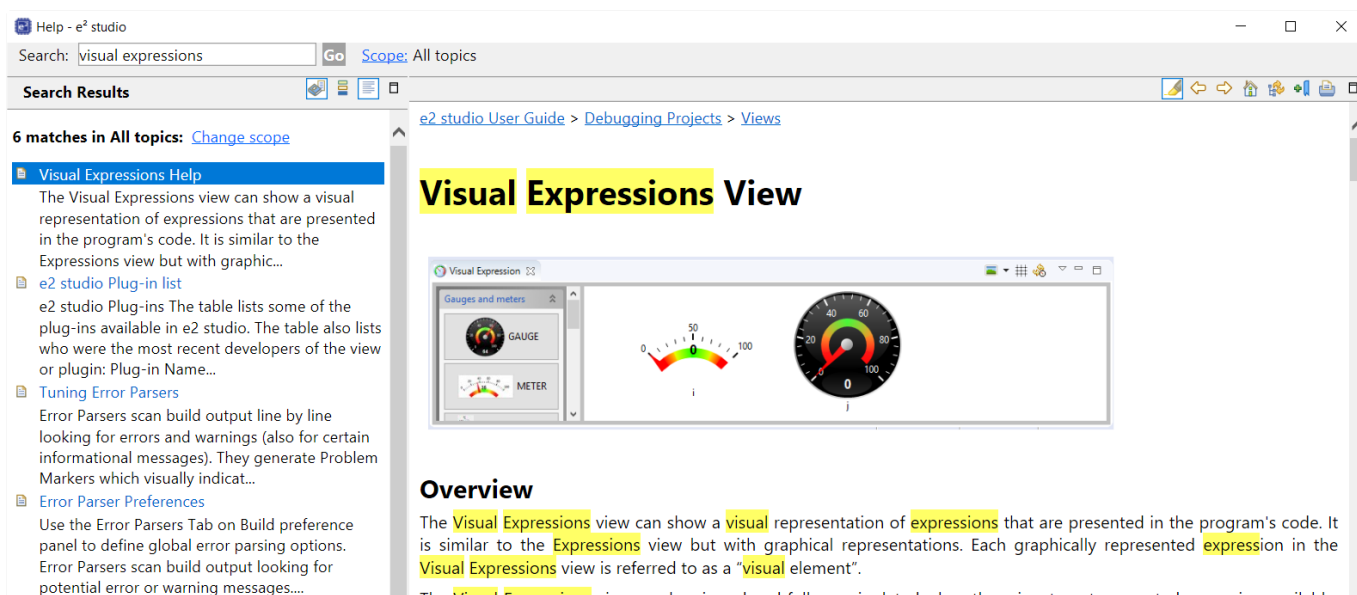 Help - e² studio
Search: visual expressions Go Scope: All topics
Search Results
6 matches in All topics: Change scope
Visual Expressions Help
The Visual Expressions view can show a visual
representation of expressions that are presented
in the program's code. It is similar to the
Expressions view but with graphic...
e2 studio Plug-in list
e2 studio Plug-ins The table lists some of the
plug-ins available in e2 studio. The table also lists
who were the most recent developers of the view
or plugin: Plug-in Name...
Tuning Error Parsers
Error Parsers scan build output line by line
looking for errors and warnings (also for certain
informational messages). They generate Problem
Markers which visually indicat...
Error Parser Preferences
Use the Error Parsers Tab on Build preference
panel to define global error parsing options.
Error Parsers scan build output looking for
potential error or warning messages....
e2 studio User Guide > Debugging Projects > Views
Visual Expressions View
Visual Expression
Gauges and meters
GAUGE
METER
0 50 100
0
i
0 20 40 60 80 100
0
j
Overview
The Visual Expressions view can show a visual representation of expressions that are presented in the program's code. It
is similar to the Expressions view but with graphical representations. Each graphically represented expression in the
Visual Expressions view is referred to as a “visual element”.